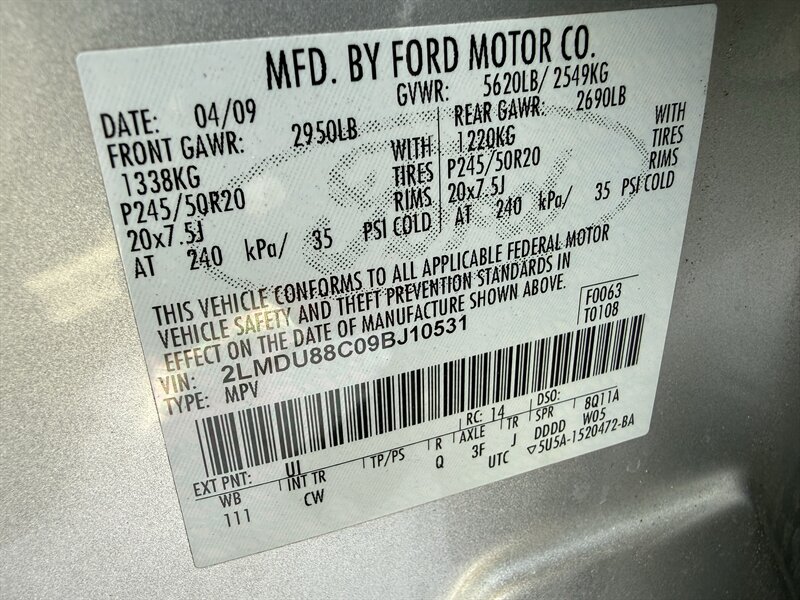 MFD. BY FORD MOTOR CO.
DATE: 04/09 GVWR: 5620LB/ 2549KG
FRONT GAWR: 2950LB REAR GAWR: 2690LB
1338KG WITH 1220KG WITH
P245/50R20 TIRES P245/50R20 TIRES
20x7.5J RIMS 20x7.5J RIMS
AT 240 kPa/ 35 PSI COLD AT 240 kPa/ 35 PSI COLD
THIS VEHICLE CONFORMS TO ALL APPLICABLE FEDERAL MOTOR
VEHICLE SAFETY AND THEFT PREVENTION STANDARDS IN
EFFECT ON THE DATE OF MANUFACTURE SHOWN ABOVE.
F0063
T0108
VIN: 2LMDU88C09BJ10531
TYPE: MPV
EXT PNT: UI RC: 14 DSO:
WB INT TR TP/PS R AXLE TR SPR 8Q11A
111 CW Q 3F J DDDD W05
UTC ▽5U5A-1520472-BA